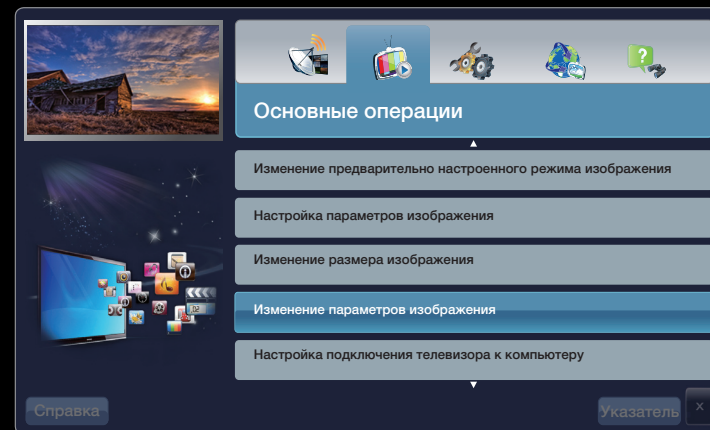 Основные операции
Изменение предварительно настроенного режима изображения
Настройка параметров изображения
Изменение размера изображения
Изменение параметров изображения
Настройка подключения телевизора к компьютеру
Справка
Указатель x